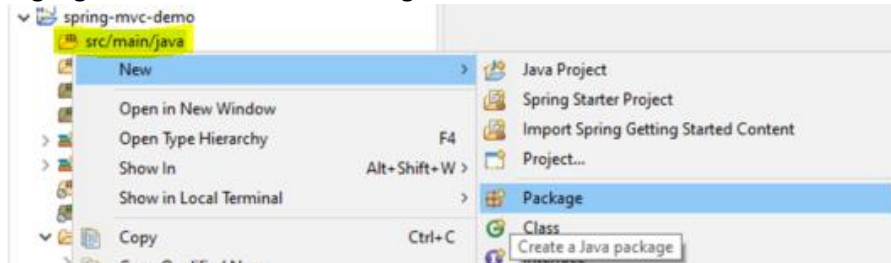 spring-mvc-demo
src/main/java
New
Java Project
Spring Starter Project
Open in New Window
Import Spring Getting Started Content
Open Type Hierarchy F4
Project...
Show In Alt+Shift+W >
Show in Local Terminal
Package
Class
Copy Ctrl+C
Create a Java package